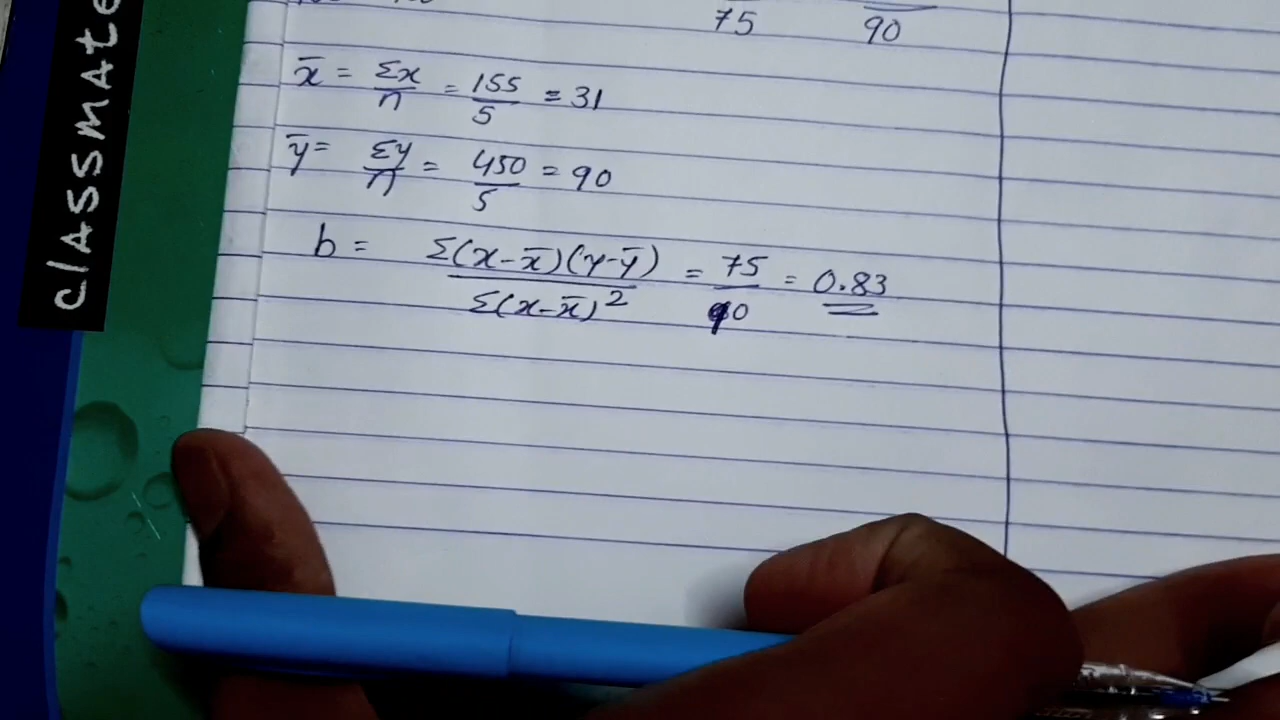 classmate
75 90
x̄ = Σx/n = 155/5 = 31
ȳ = Σy/n = 450/5 = 90
b = Σ(x-x̄)(y-ȳ)/Σ(x-x̄)² = 75/90 = 0.83